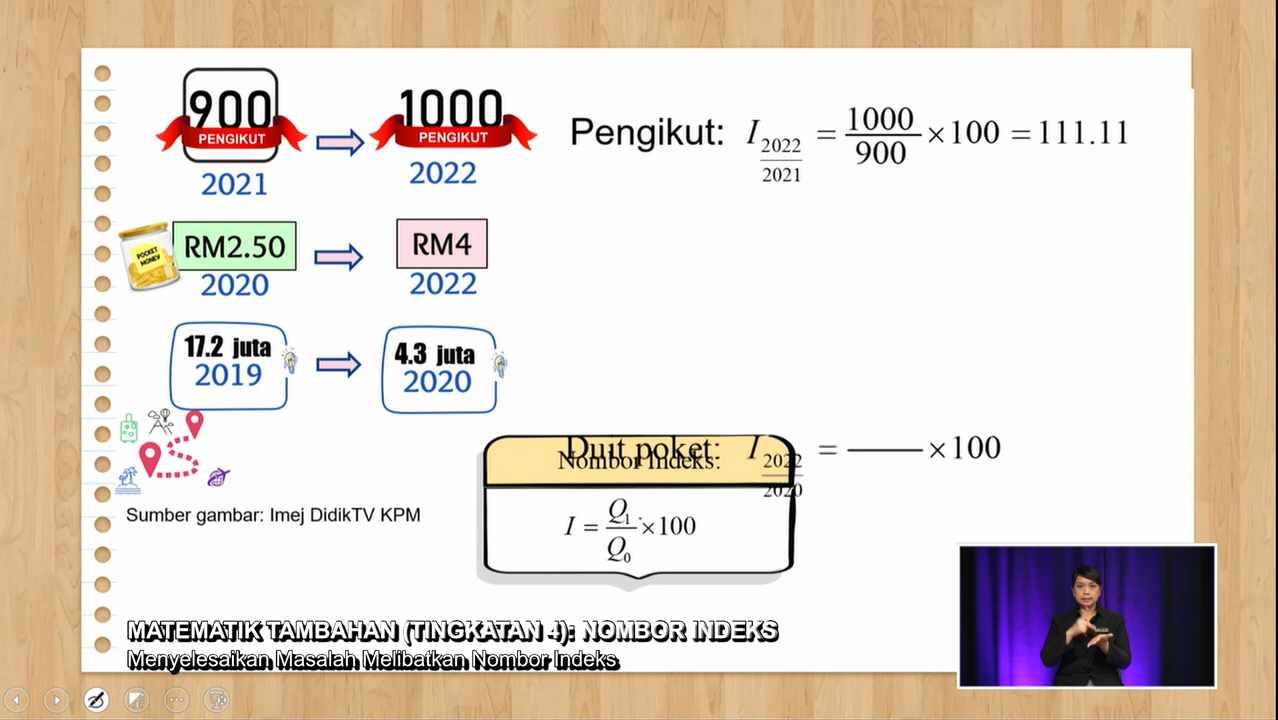 900
PENGIKUT
2021
1000
PENGIKUT
2022
Pengikut: I 2022/2021 = 1000/900 ×100 = 111.11
POCKET
MONEY
RM2.50
2020
RM4
2022
17.2 juta
2019
4.3 juta
2020
Duit poket: I 2022/2020 = —— ×100
Nombor Indeks:
I = Q₁/Q₀ ×100
Sumber gambar: Imej DidikTV KPM
MATEMATIK TAMBAHAN (TINGKATAN 4): NOMBOR INDEKS
Menyelesaikan Masalah Melibatkan Nombor Indeks